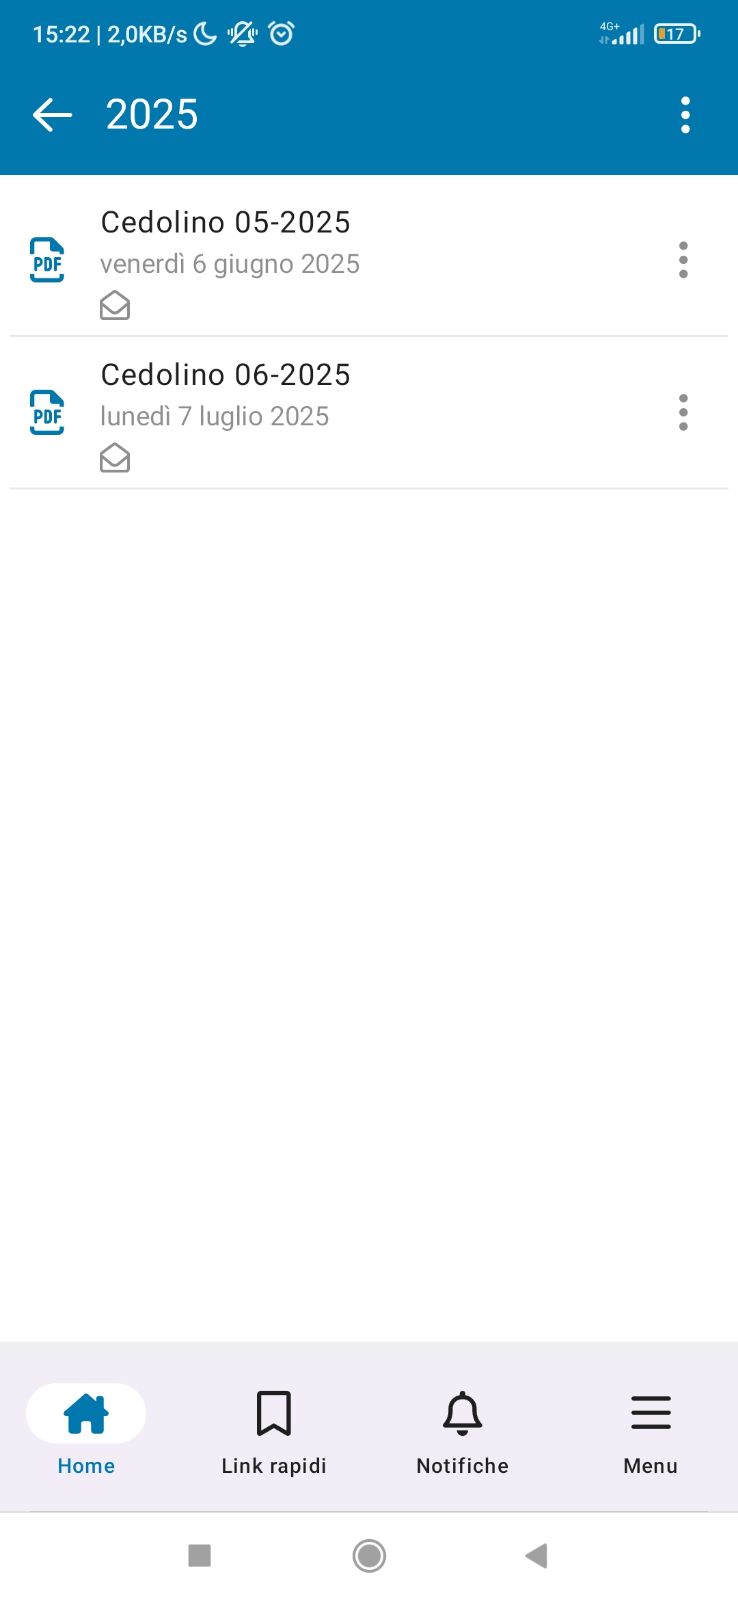 15:22 | 2,0KB/s 4G+ 17
2025
Cedolino 05-2025
PDF
venerdì 6 giugno 2025
Cedolino 06-2025
PDF
lunedì 7 luglio 2025
Home Link rapidi Notifiche Menu